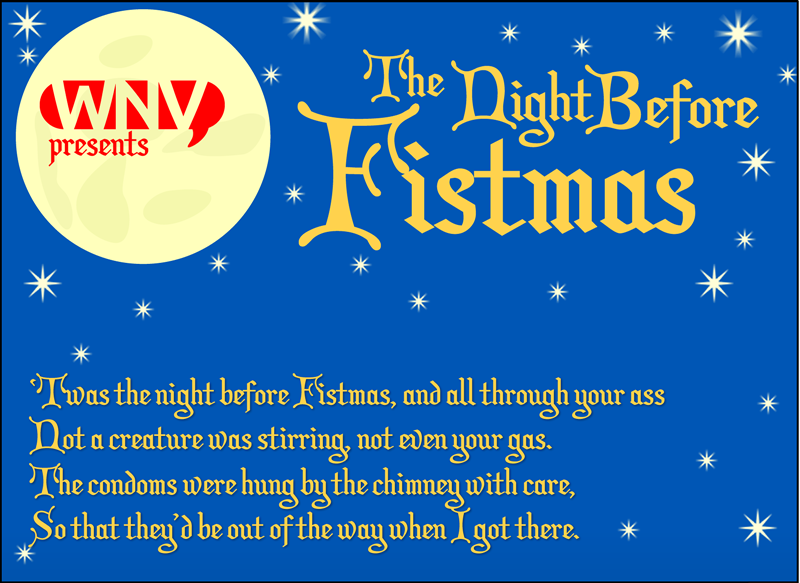 WNV
presents
The Night Before
Fistmas
'Twas the night before Fistmas, and all through your ass
Not a creature was stirring, not even your gas.
The condoms were hung by the chimney with care,
So that they'd be out of the way when I got there.